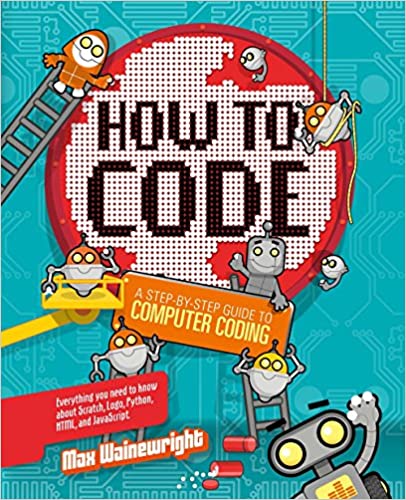 HOW TO
CODE
A STEP-BY-STEP GUIDE TO
COMPUTER CODING
Everything you need to know
about Scratch, Logo, Python,
HTML, and JavaScript
Max Wainewright